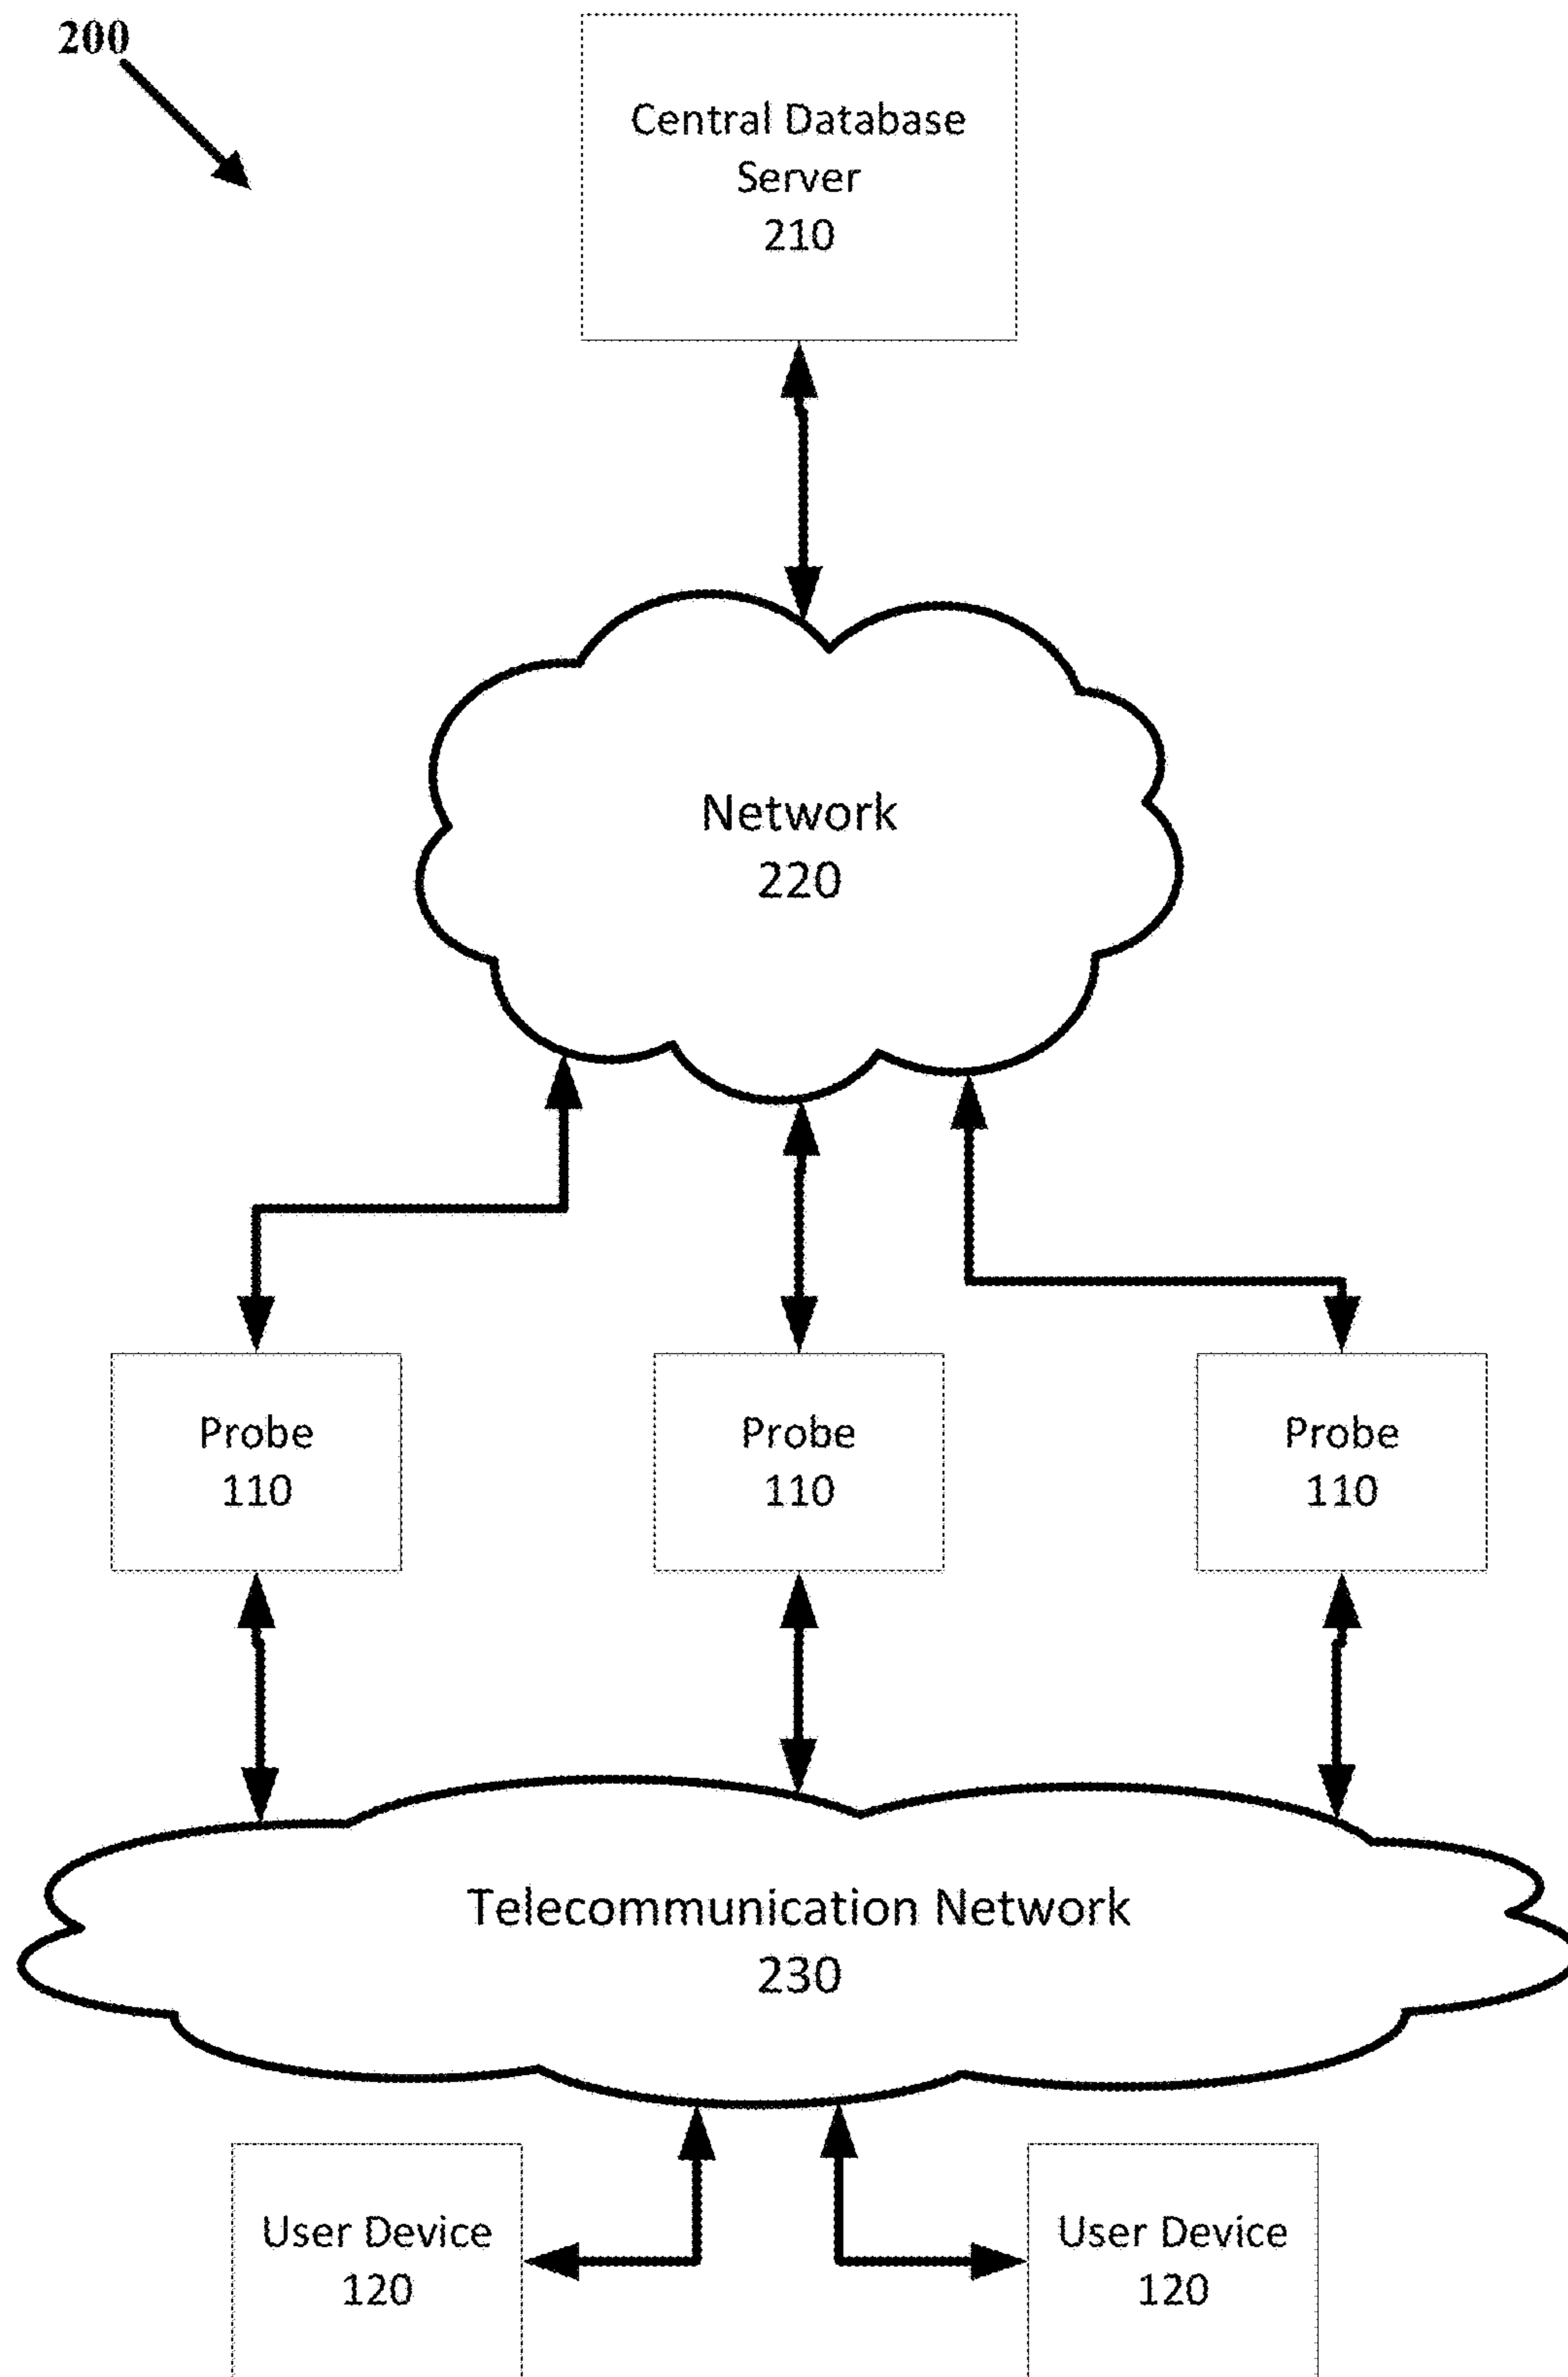 200
Central Database
Server
210
Network
220
Probe
110
Probe
110
Probe
110
Telecommunication Network
230
User Device
120
User Device
120